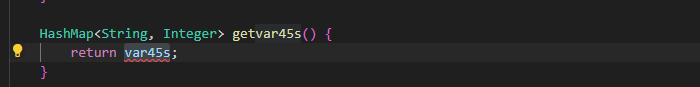 HashMap<String, Integer> getvar45s() {
return var45s;
}